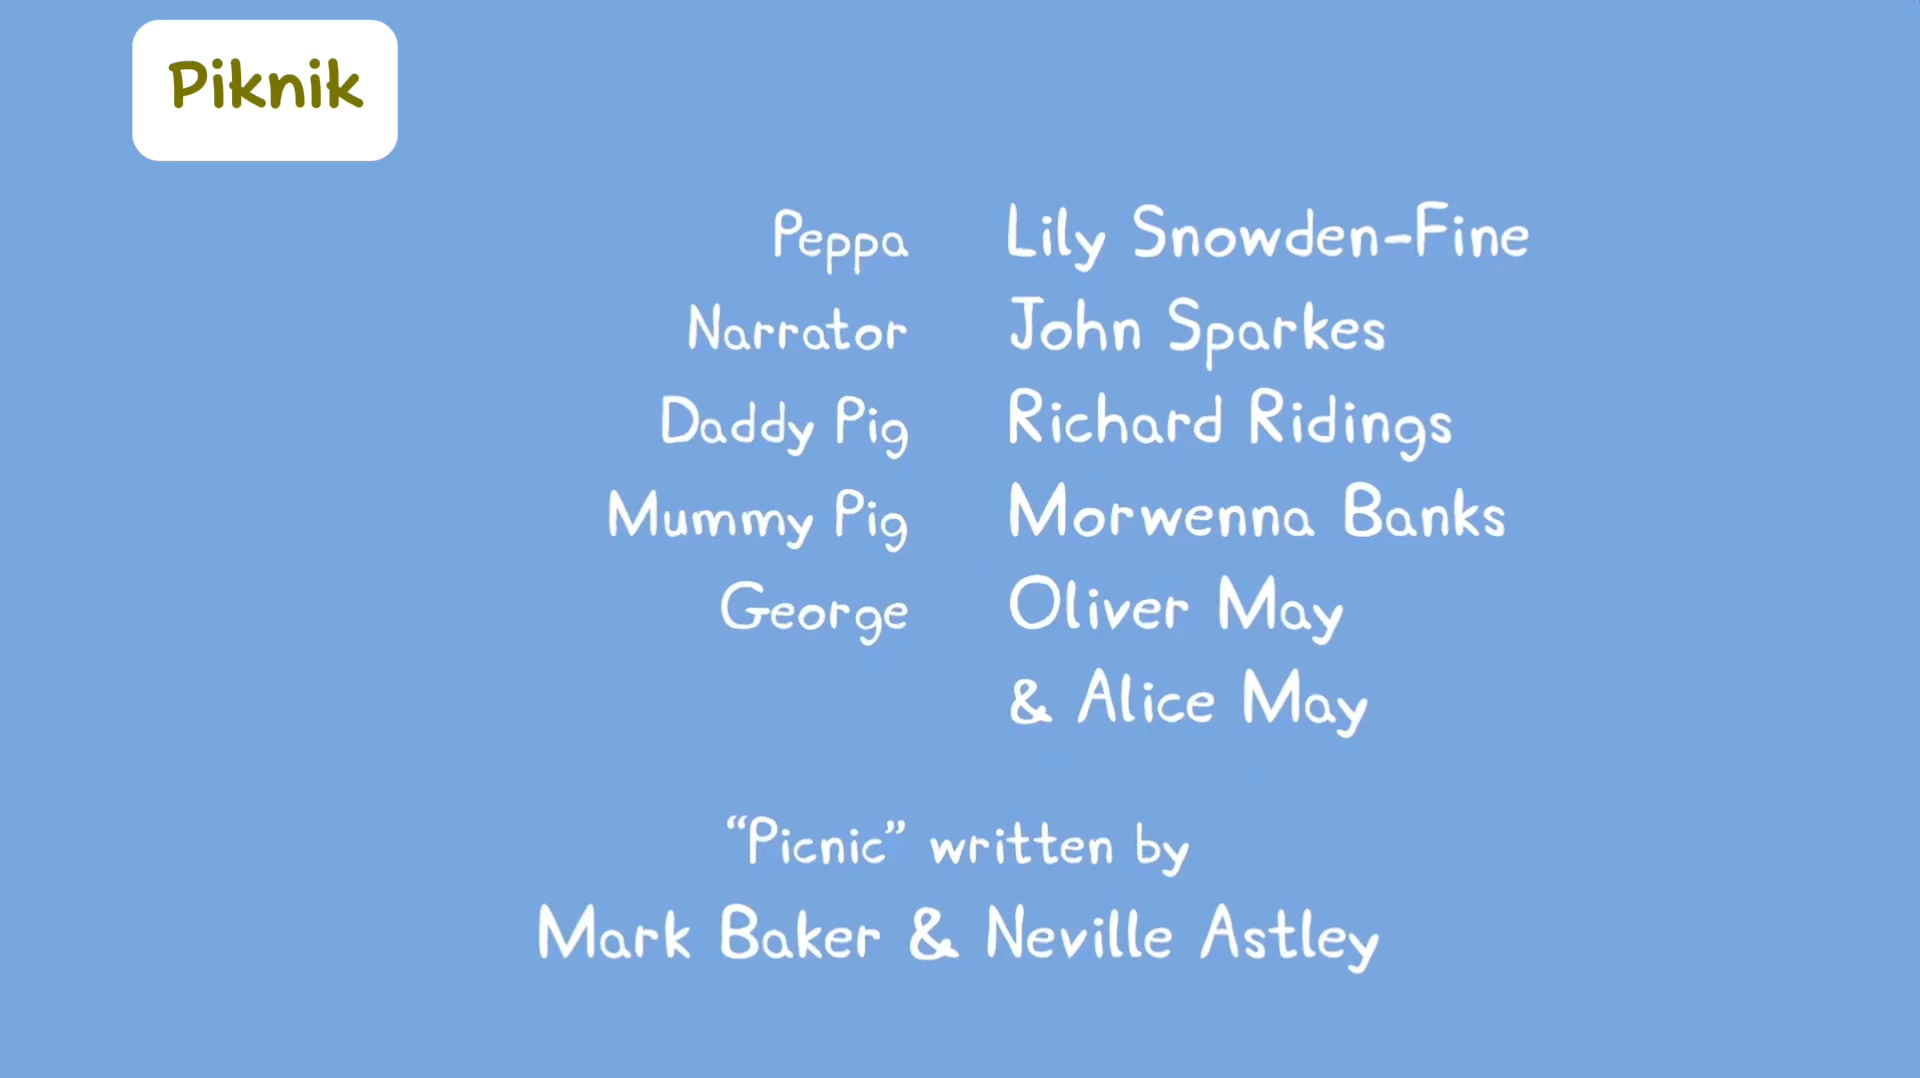 Piknik
Peppa Lily Snowden-Fine
Narrator John Sparkes
Daddy Pig Richard Ridings
Mummy Pig Morwenna Banks
George Oliver May
& Alice May
“Picnic” written by
Mark Baker & Neville Astley